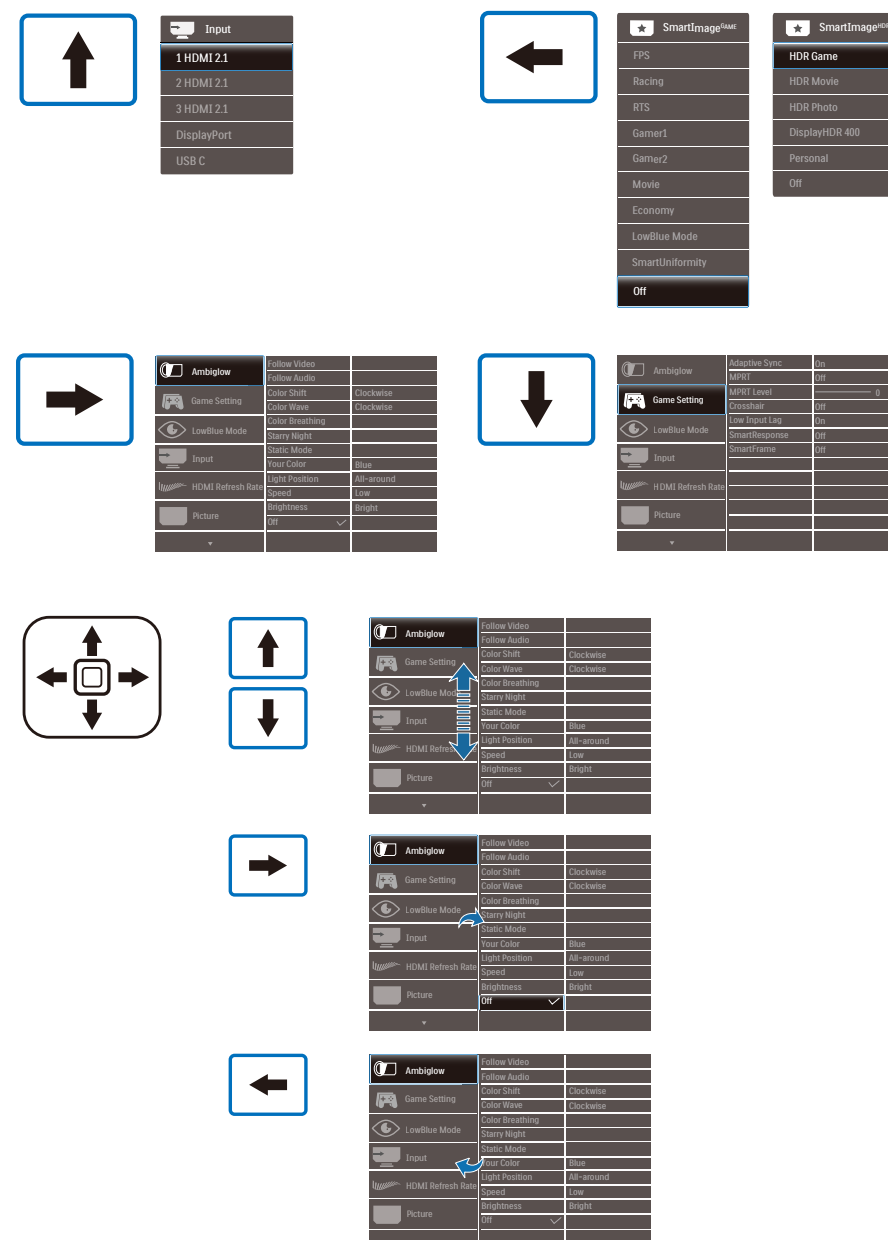 Input
1 HDMI 2.1
2 HDMI 2.1
3 HDMI 2.1
DisplayPort
USB C
SmartImageGAME
FPS
Racing
RTS
Gamer1
Gamer2
Movie
Economy
LowBlue Mode
SmartUniformity
Off
SmartImageHDR
HDR Game
HDR Movie
HDR Photo
DisplayHDR 400
Personal
Off
Ambiglow
Game Setting
LowBlue Mode
Input
HDMI Refresh Rate
Picture
Follow Video
Follow Audio
Color Shift Clockwise
Color Wave Clockwise
Color Breathing
Starry Night
Static Mode
Your Color Blue
Light Position All-around
Speed Low
Brightness Bright
Off
Ambiglow
Game Setting
LowBlue Mode
Input
HDMI Refresh Rate
Picture
Adaptive Sync On
MPRT Off
MPRT Level 0
Crosshair Off
Low Input Lag On
SmartResponse Off
SmartFrame Off
Ambiglow
Game Setting
LowBlue Mode
Input
HDMI Refresh Rate
Picture
Follow Video
Follow Audio
Color Shift Clockwise
Color Wave Clockwise
Color Breathing
Starry Night
Static Mode
Your Color Blue
Light Position All-around
Speed Low
Brightness Bright
Off
Ambiglow
Game Setting
LowBlue Mode
Input
HDMI Refresh Rate
Picture
Follow Video
Follow Audio
Color Shift Clockwise
Color Wave Clockwise
Color Breathing
Starry Night
Static Mode
Your Color Blue
Light Position All-around
Speed Low
Brightness Bright
Off
Ambiglow
Game Setting
LowBlue Mode
Input
HDMI Refresh Rate
Picture
Follow Video
Follow Audio
Color Shift Clockwise
Color Wave Clockwise
Color Breathing
Starry Night
Static Mode
Your Color Blue
Light Position All-around
Speed Low
Brightness Bright
Off